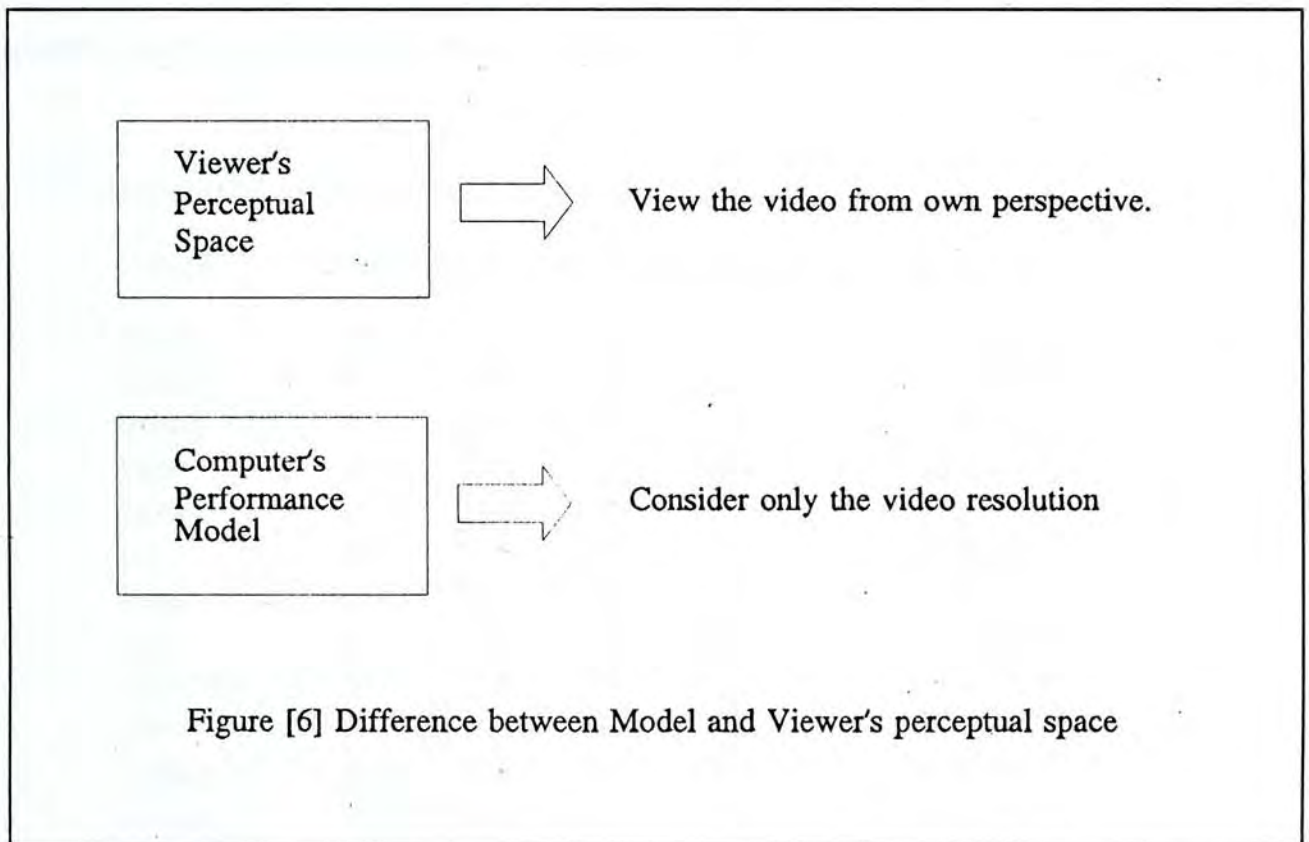 Viewer's
Perceptual
Space
View the video from own perspective.
Computer's
Performance
Model
Consider only the video resolution
Figure [6] Difference between Model and Viewer's perceptual space